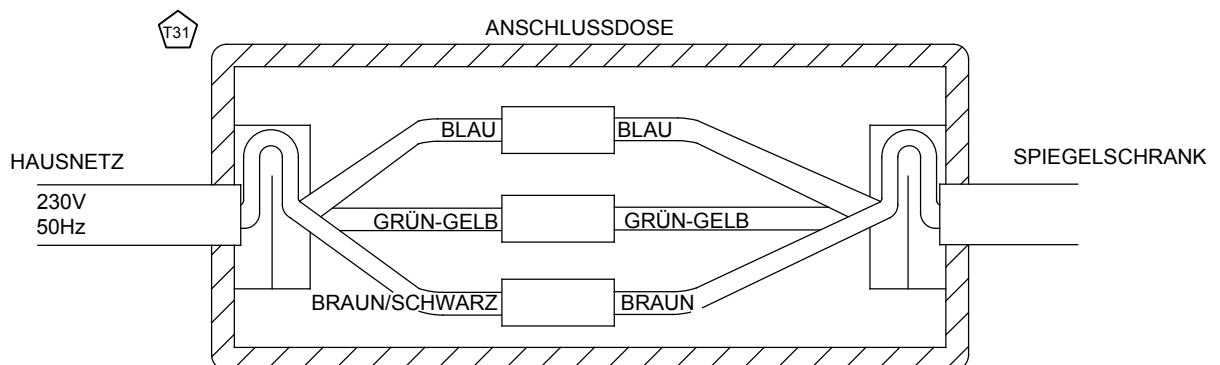 T31
ANSCHLUSSDOSE
HAUSNETZ
230V
50Hz
BLAU
BLAU
GRÜN-GELB
GRÜN-GELB
BRAUN/SCHWARZ
BRAUN
SPIEGELSCHRANK